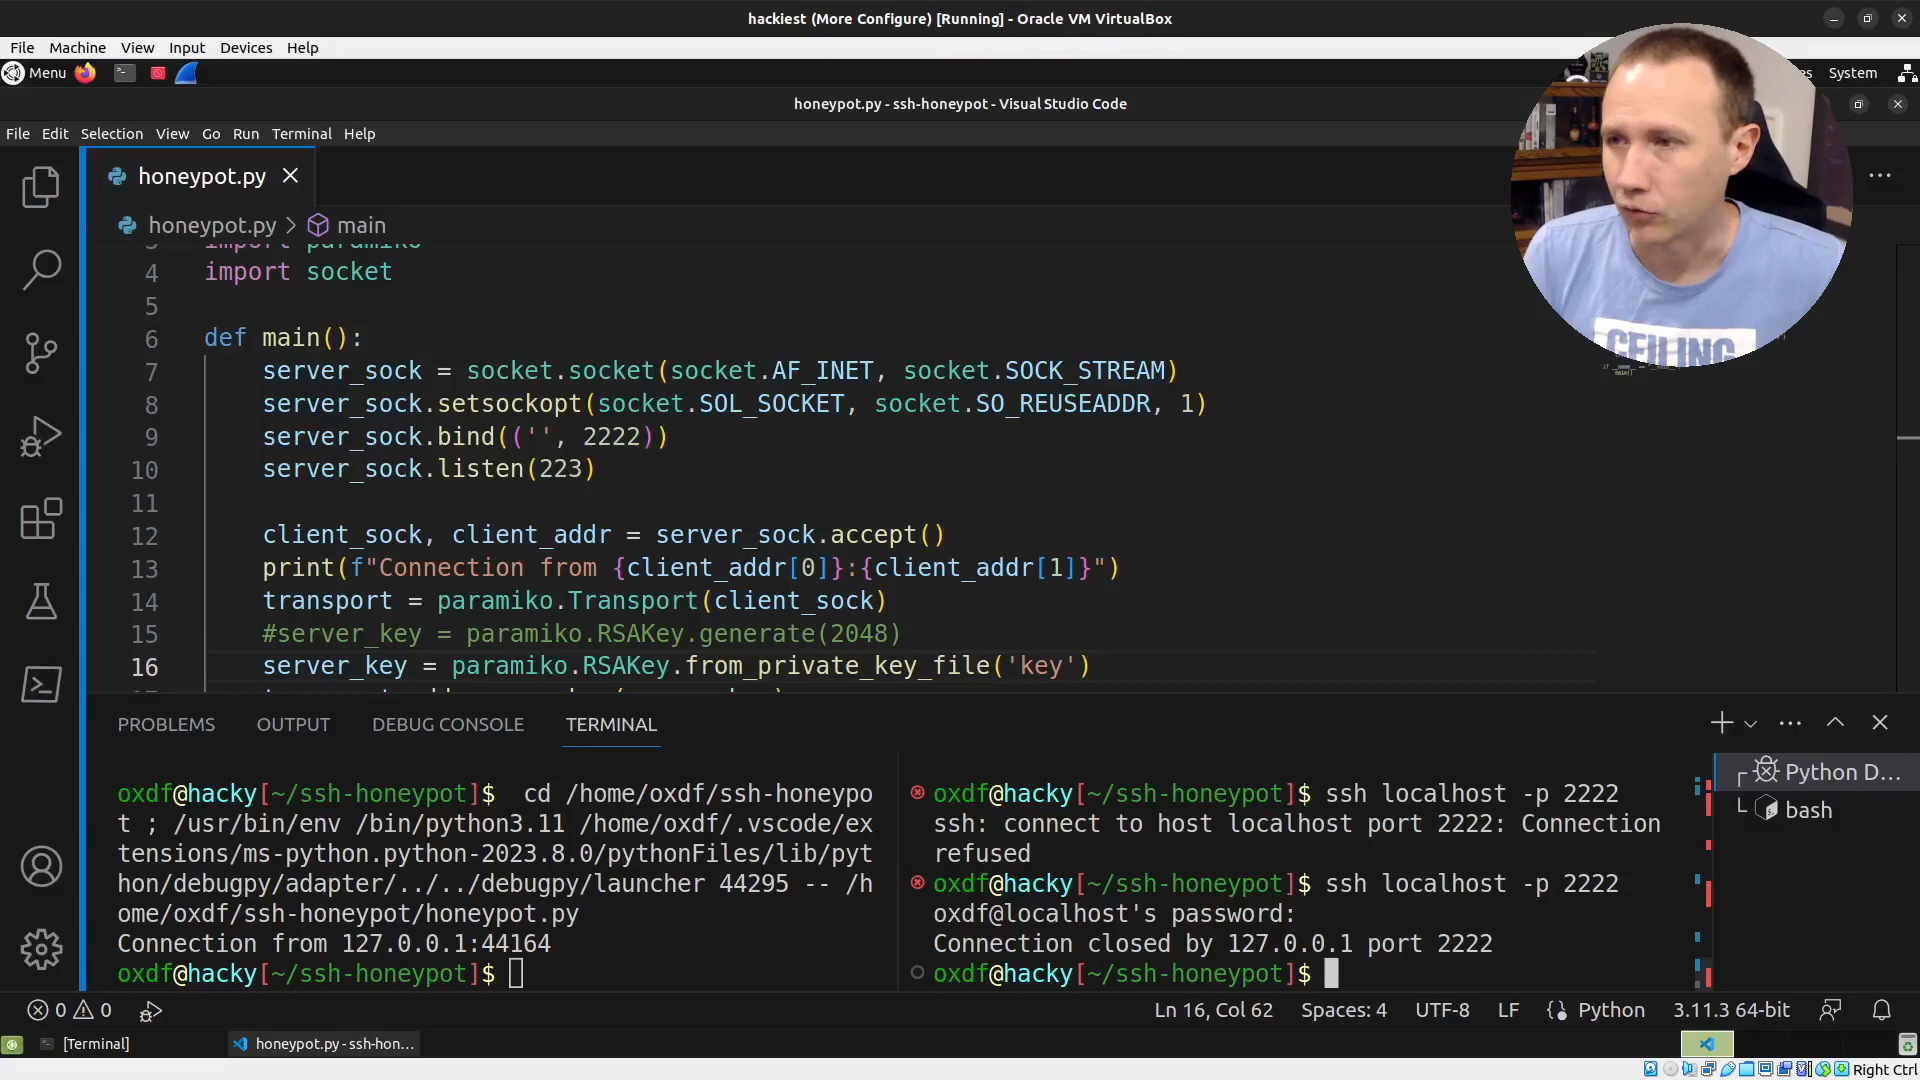 hackiest (More Configure) [Running] - Oracle VM VirtualBox
File Machine View Input Devices Help
Menu
System
honeypot.py - ssh-honeypot - Visual Studio Code
File Edit Selection View Go Run Terminal Help
honeypot.py
honeypot.py > main
3 import paramiko
4 import socket
5
6 def main():
7 server_sock = socket.socket(socket.AF_INET, socket.SOCK_STREAM)
8 server_sock.setsockopt(socket.SOL_SOCKET, socket.SO_REUSEADDR, 1)
9 server_sock.bind(('', 2222))
10 server_sock.listen(223)
11
12 client_sock, client_addr = server_sock.accept()
13 print(f"Connection from {client_addr[0]}:{client_addr[1]}")
14 transport = paramiko.Transport(client_sock)
15 #server_key = paramiko.RSAKey.generate(2048)
16 server_key = paramiko.RSAKey.from_private_key_file('key')
CEILING
PROBLEMS OUTPUT DEBUG CONSOLE TERMINAL
oxdf@hacky[~/ssh-honeypot]$ cd /home/oxdf/ssh-honeypo
t ; /usr/bin/env /bin/python3.11 /home/oxdf/.vscode/ex
tensions/ms-python.python-2023.8.0/pythonFiles/lib/pyt
hon/debugpy/adapter/../../debugpy/launcher 44295 -- /h
ome/oxdf/ssh-honeypot/honeypot.py
Connection from 127.0.0.1:44164
oxdf@hacky[~/ssh-honeypot]$
oxdf@hacky[~/ssh-honeypot]$ ssh localhost -p 2222
ssh: connect to host localhost port 2222: Connection
refused
oxdf@hacky[~/ssh-honeypot]$ ssh localhost -p 2222
oxdf@localhost's password:
Connection closed by 127.0.0.1 port 2222
oxdf@hacky[~/ssh-honeypot]$
Python D...
bash
0 0
Ln 16, Col 62 Spaces: 4 UTF-8 LF Python 3.11.3 64-bit
[Terminal] honeypot.py - ssh-hon...
Right Ctrl